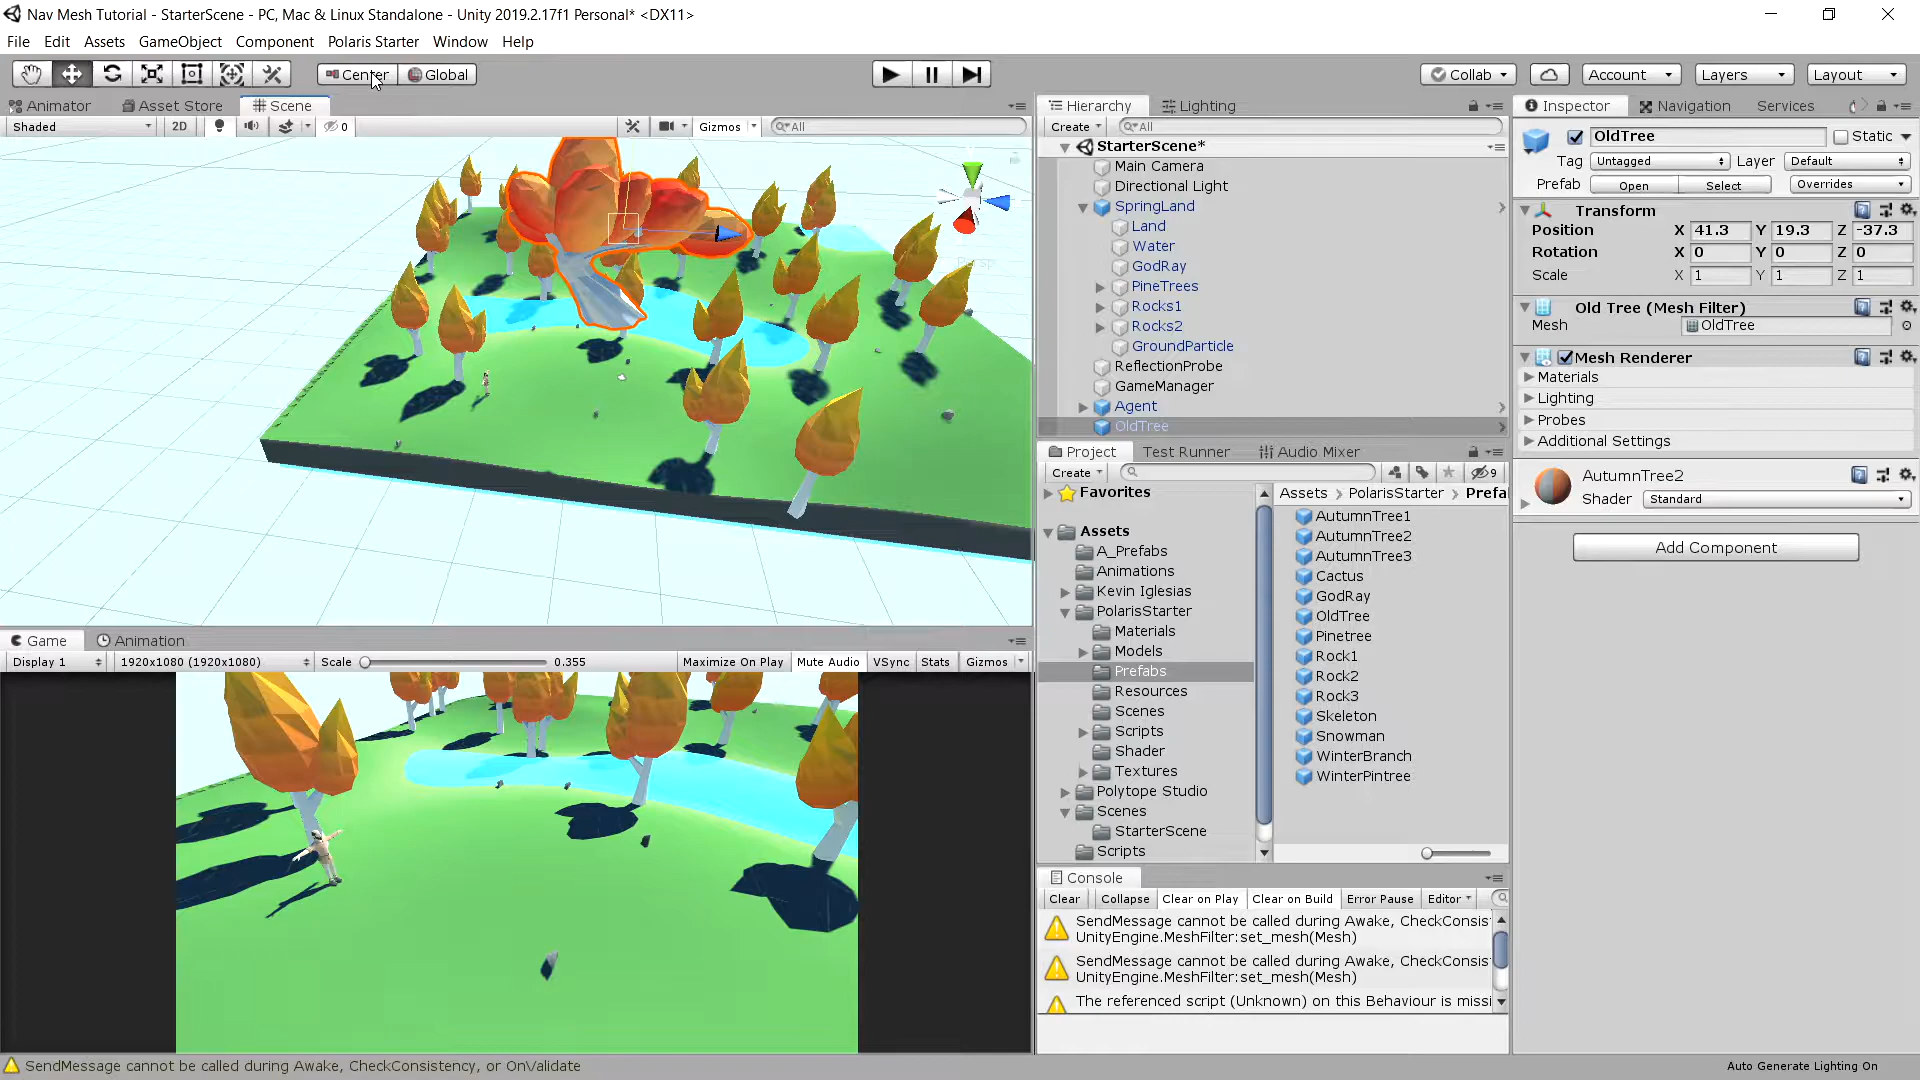 Nav Mesh Tutorial - StarterScene - PC, Mac & Linux Standalone - Unity 2019.2.17f1 Personal* <DX11>
File Edit Assets GameObject Component Polaris Starter Window Help
Center Global Collab Account Layers Layout
Animator Asset Store Scene
Shaded 2D 0 Gizmos All
Hierarchy Lighting
Create All
StarterScene*
Main Camera
Directional Light
SpringLand
Land
Water
GodRay
PineTrees
Rocks1
Rocks2
GroundParticle
ReflectionProbe
GameManager
Agent
OldTree
Inspector Navigation Services
OldTree Static
Tag Untagged Layer Default
Prefab Open Select Overrides
Transform
Position X 41.3 Y 19.3 Z -37.3
Rotation X 0 Y 0 Z 0
Scale X 1 Y 1 Z 1
Old Tree (Mesh Filter)
Mesh OldTree
Mesh Renderer
Materials
Lighting
Probes
Additional Settings
AutumnTree2
Shader Standard
Add Component
Project Test Runner Audio Mixer
Create 9
Favorites
Assets
A_Prefabs
Animations
Kevin Iglesias
PolarisStarter
Materials
Models
Prefabs
Resources
Scenes
Scripts
Shader
Textures
Polytope Studio
Scenes
StarterScene
Scripts
Assets PolarisStarter Prefa
AutumnTree1
AutumnTree2
AutumnTree3
Cactus
GodRay
OldTree
Pinetree
Rock1
Rock2
Rock3
Skeleton
Snowman
WinterBranch
WinterPintree
Game Animation
Display 1 1920x1080 (1920x1080) Scale 0.355 Maximize On Play Mute Audio VSync Stats Gizmos
Console
Clear Collapse Clear on Play Clear on Build Error Pause Editor
SendMessage cannot be called during Awake, CheckConsis
UnityEngine.MeshFilter:set_mesh(Mesh)
SendMessage cannot be called during Awake, CheckConsis
UnityEngine.MeshFilter:set_mesh(Mesh)
The referenced script (Unknown) on this Behaviour is missi
SendMessage cannot be called during Awake, CheckConsistency, or OnValidate
Auto Generate Lighting On